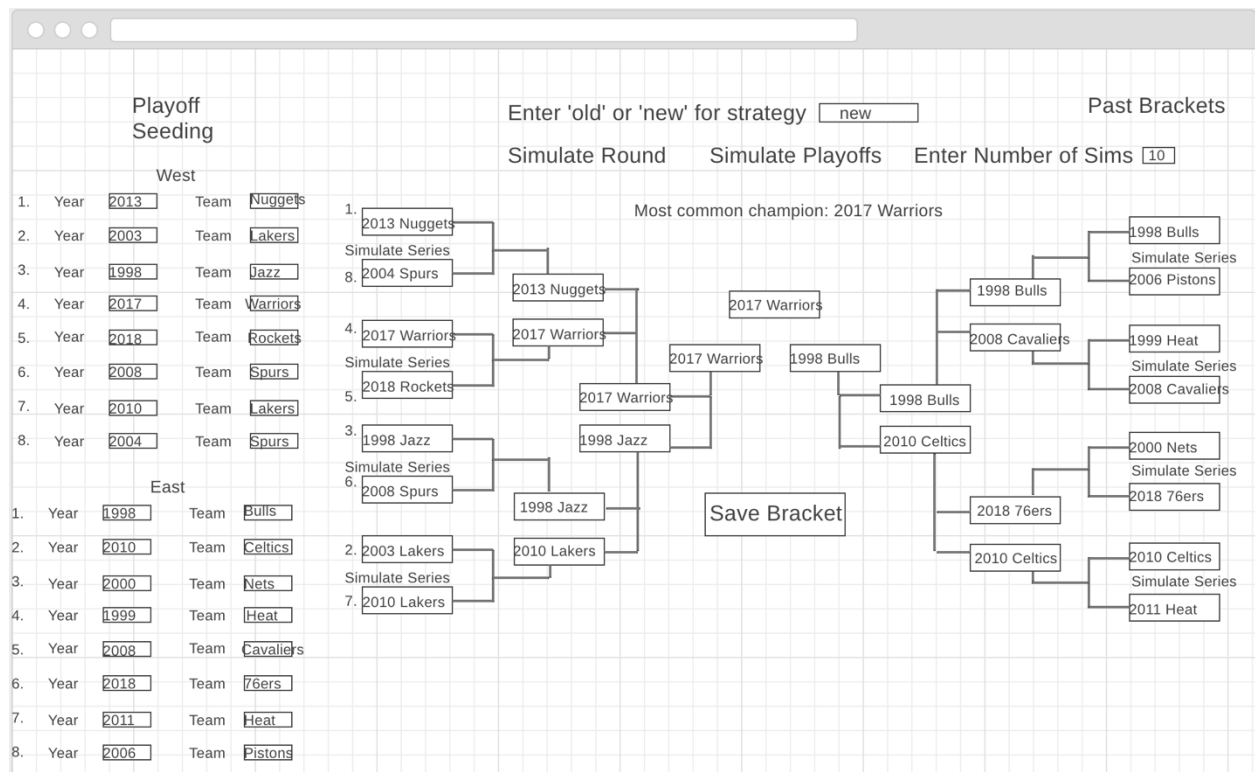 Playoff
Seeding
Enter 'old' or 'new' for strategy new
Past Brackets
Simulate Round Simulate Playoffs Enter Number of Sims 10
West
1. Year 2013 Team Nuggets
2. Year 2003 Team Lakers
3. Year 1998 Team Jazz
4. Year 2017 Team Warriors
5. Year 2018 Team Rockets
6. Year 2008 Team Spurs
7. Year 2010 Team Lakers
8. Year 2004 Team Spurs
East
1. Year 1998 Team Bulls
2. Year 2010 Team Celtics
3. Year 2000 Team Nets
4. Year 1999 Team Heat
5. Year 2008 Team Cavaliers
6. Year 2018 Team 76ers
7. Year 2011 Team Heat
8. Year 2006 Team Pistons
Most common champion: 2017 Warriors
1. 2013 Nuggets
Simulate Series
8. 2004 Spurs
4. 2017 Warriors
Simulate Series
5. 2018 Rockets
3. 1998 Jazz
Simulate Series
6. 2008 Spurs
2. 2003 Lakers
Simulate Series
7. 2010 Lakers
2013 Nuggets
2017 Warriors
1998 Jazz
2010 Lakers
2017 Warriors
1998 Jazz
2017 Warriors
2017 Warriors
1998 Bulls
Save Bracket
1998 Bulls
2010 Celtics
1998 Bulls
2008 Cavaliers
2018 76ers
2010 Celtics
1998 Bulls
Simulate Series
2006 Pistons
1999 Heat
Simulate Series
2008 Cavaliers
2000 Nets
Simulate Series
2018 76ers
2010 Celtics
Simulate Series
2011 Heat